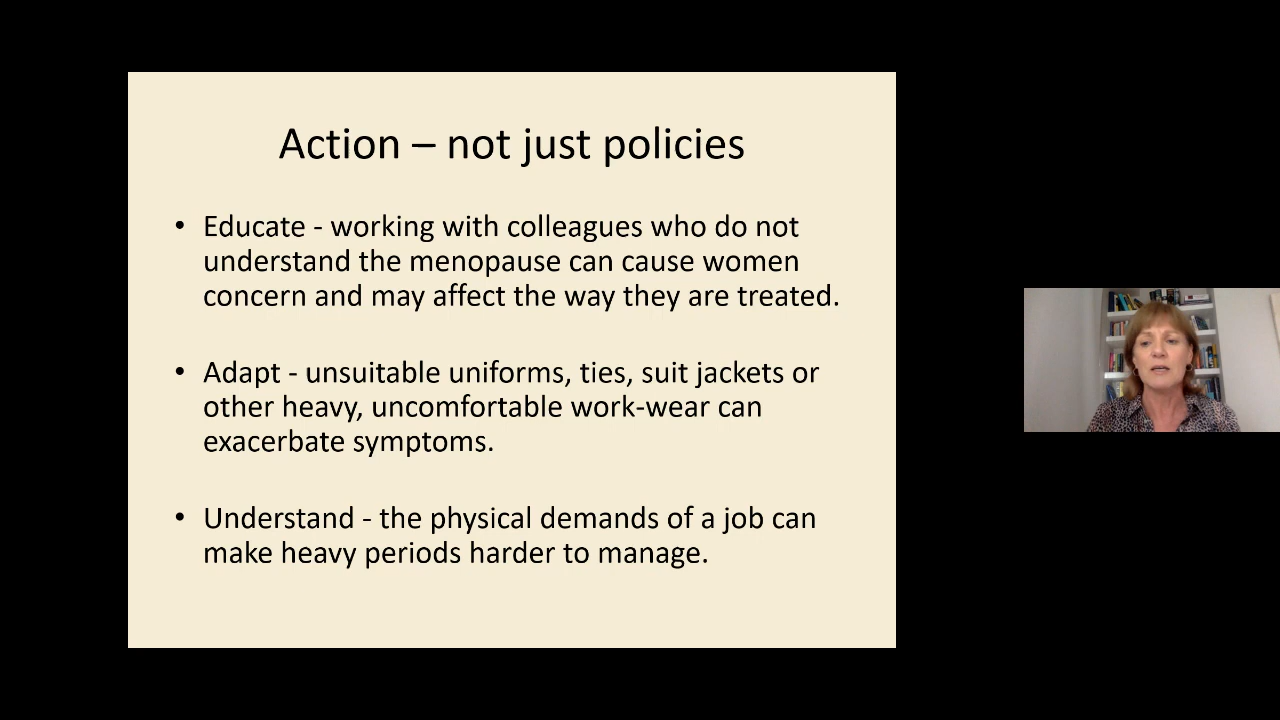 Action – not just policies
• Educate - working with colleagues who do not
understand the menopause can cause women
concern and may affect the way they are treated.
• Adapt - unsuitable uniforms, ties, suit jackets or
other heavy, uncomfortable work-wear can
exacerbate symptoms.
• Understand - the physical demands of a job can
make heavy periods harder to manage.